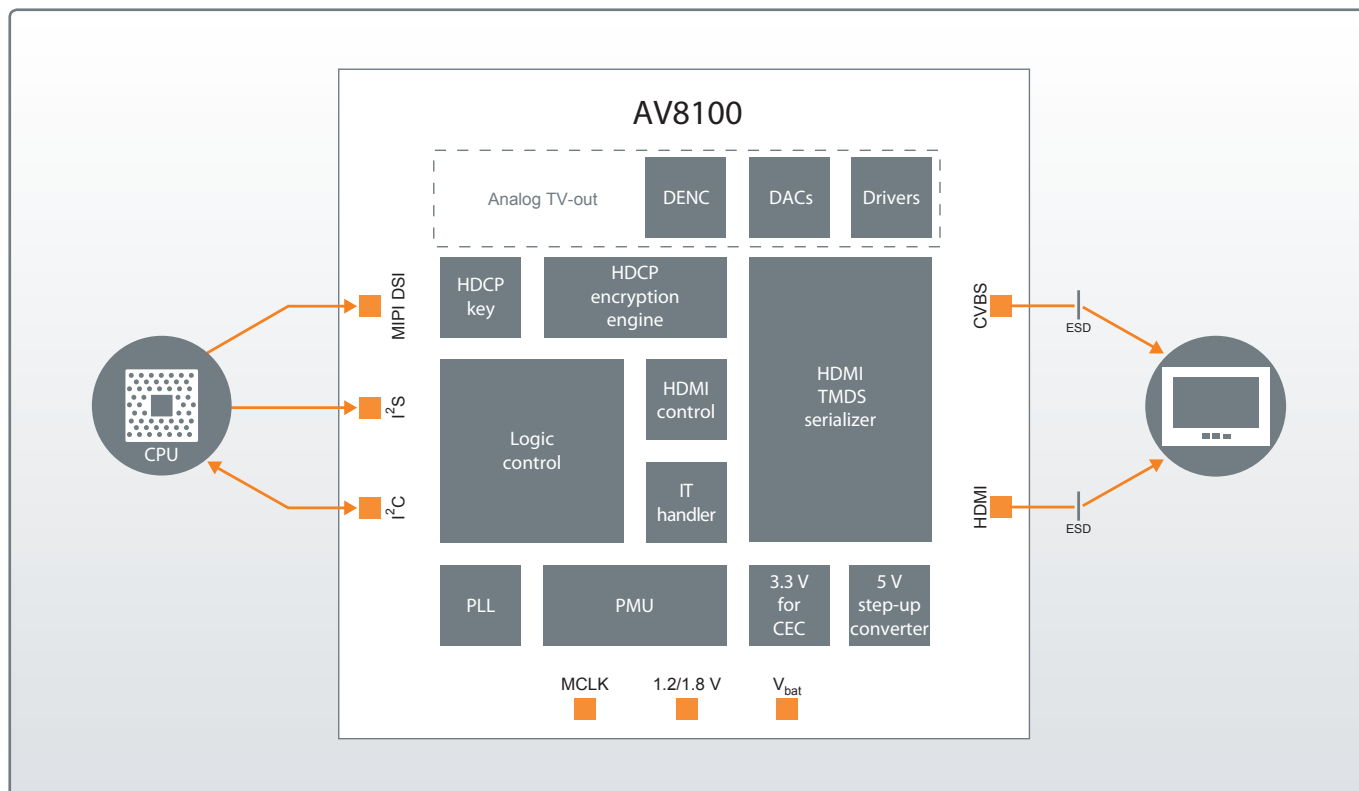 AV8100
Analog TV-out
DENC
DACs
Drivers
HDCP
key
HDCP
encryption
engine
HDMI
TMDS
serializer
Logic
control
HDMI
control
IT
handler
PLL
PMU
3.3 V
for
CEC
5 V
step-up
converter
MCLK
1.2/1.8 V
Vbat
MIPI DSI
I²S
I²C
CPU
CVBS
ESD
HDMI
ESD